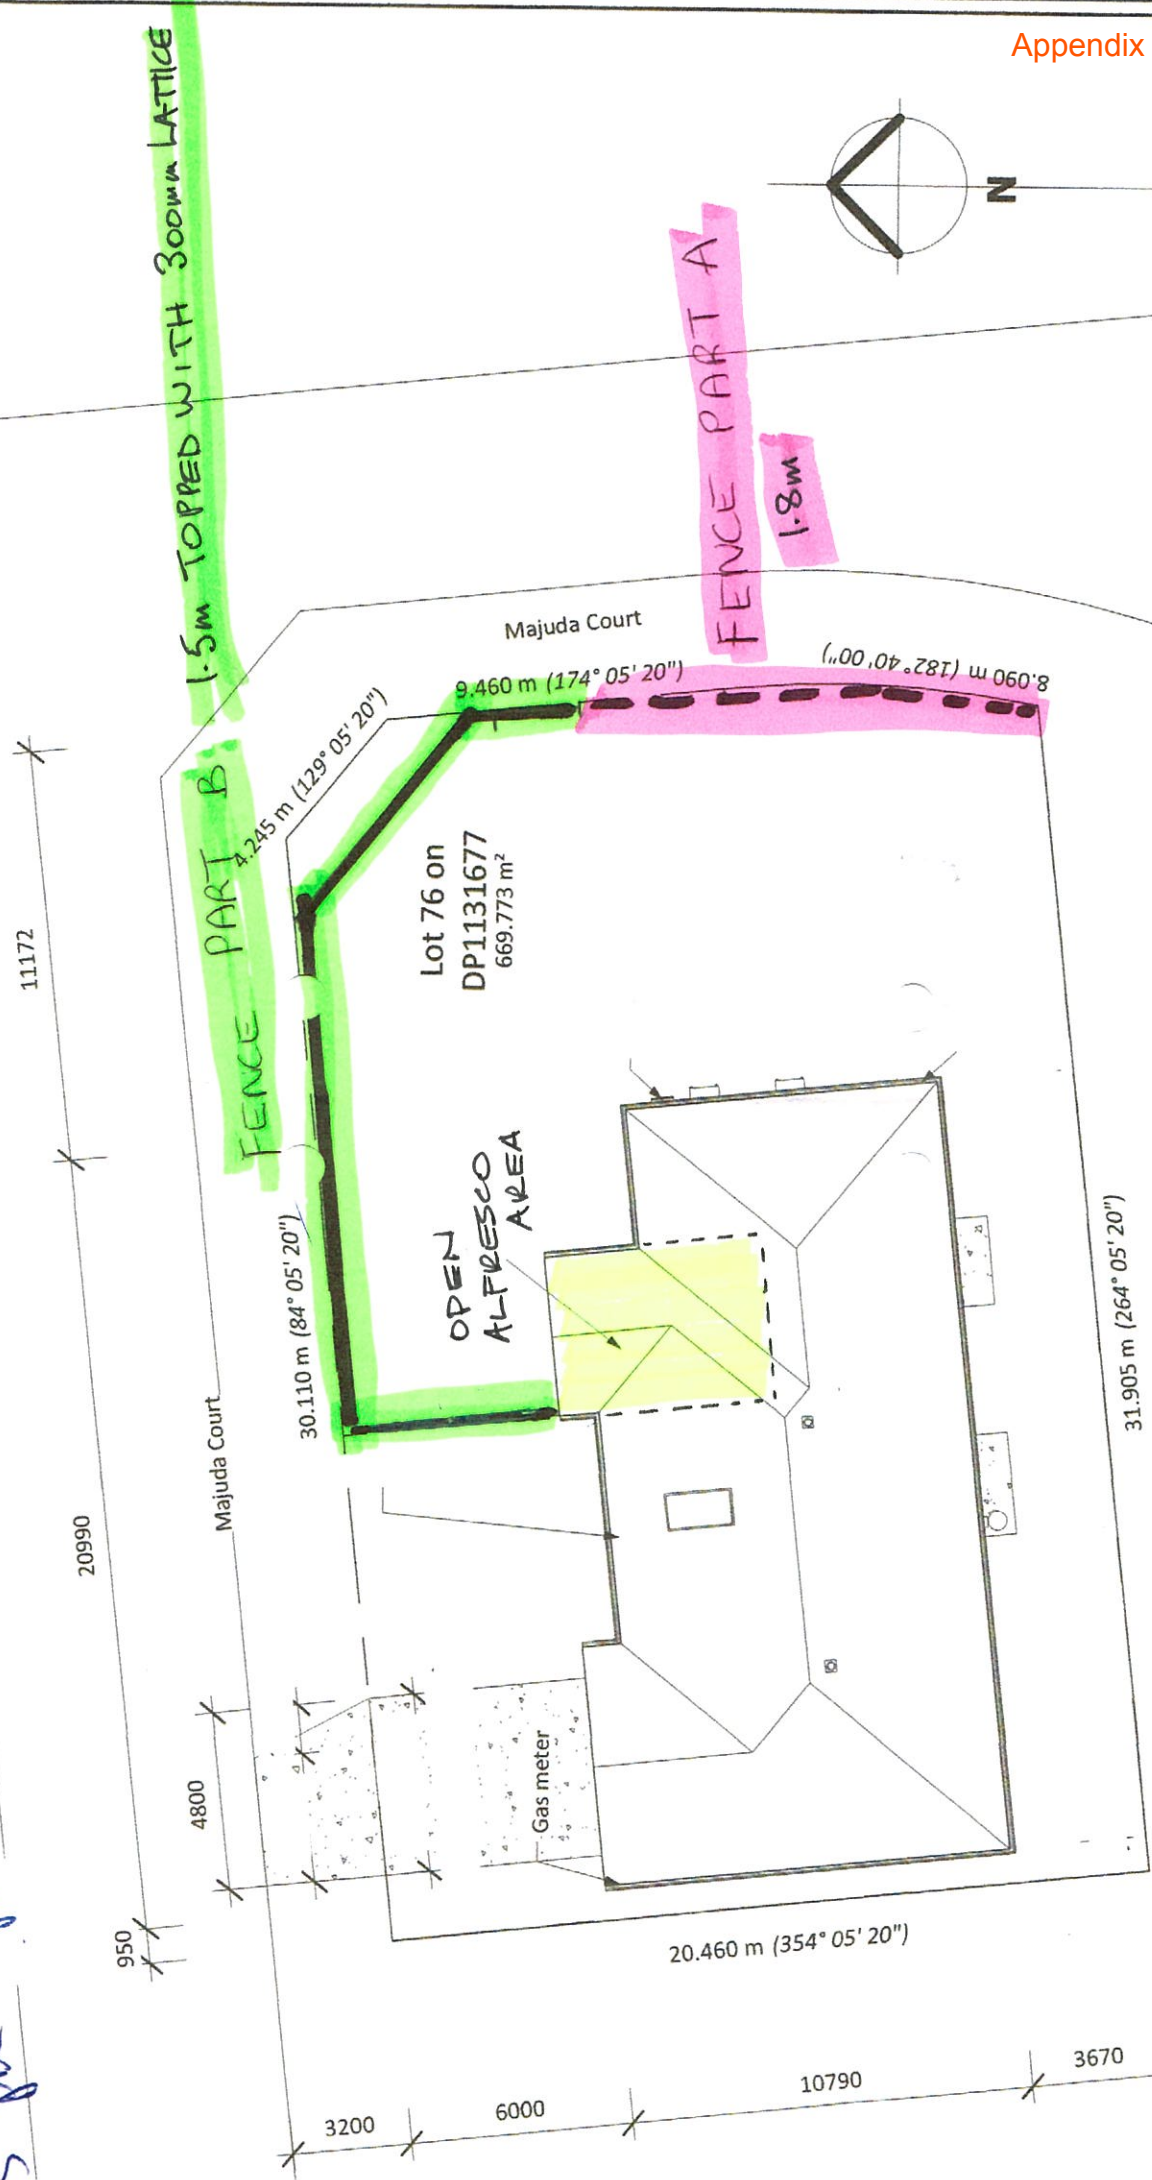 Appendix
N
FENCE PART B
1.5m TOPPED WITH 300mm LATTICE
FENCE PART A
1.8m
Majuda Court
9.460 m (174° 05' 20")
8.090 m (182° 40' 00")
4.245 m (129° 05' 20")
11172
Lot 76 on
DP1131677
669.773 m²
OPEN
ALFRESCO
AREA
30.110 m (84° 05' 20")
Majuda Court
20990
31.905 m (264° 05' 20")
4800
Gas meter
950
20.460 m (354° 05' 20")
3200
6000
10790
3670